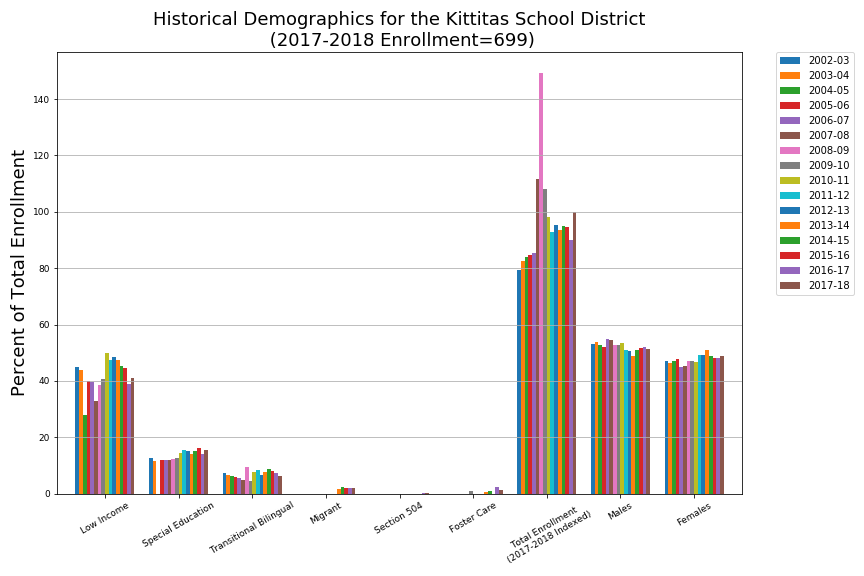 Historical Demographics for the Kittitas School District
(2017-2018 Enrollment=699)
Percent of Total Enrollment
140
120
100
80
60
40
20
0
Low Income
Special Education
Transitional Bilingual
Migrant
Section 504
Foster Care
Total Enrollment
(2017-2018 Indexed)
Males
Females
2002-03
2003-04
2004-05
2005-06
2006-07
2007-08
2008-09
2009-10
2010-11
2011-12
2012-13
2013-14
2014-15
2015-16
2016-17
2017-18